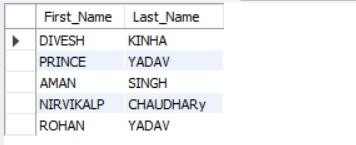 First_Name Last_Name
DIVESH KINHA
PRINCE YADAV
AMAN SINGH
NIRVIKALP CHAUDHARy
ROHAN YADAV